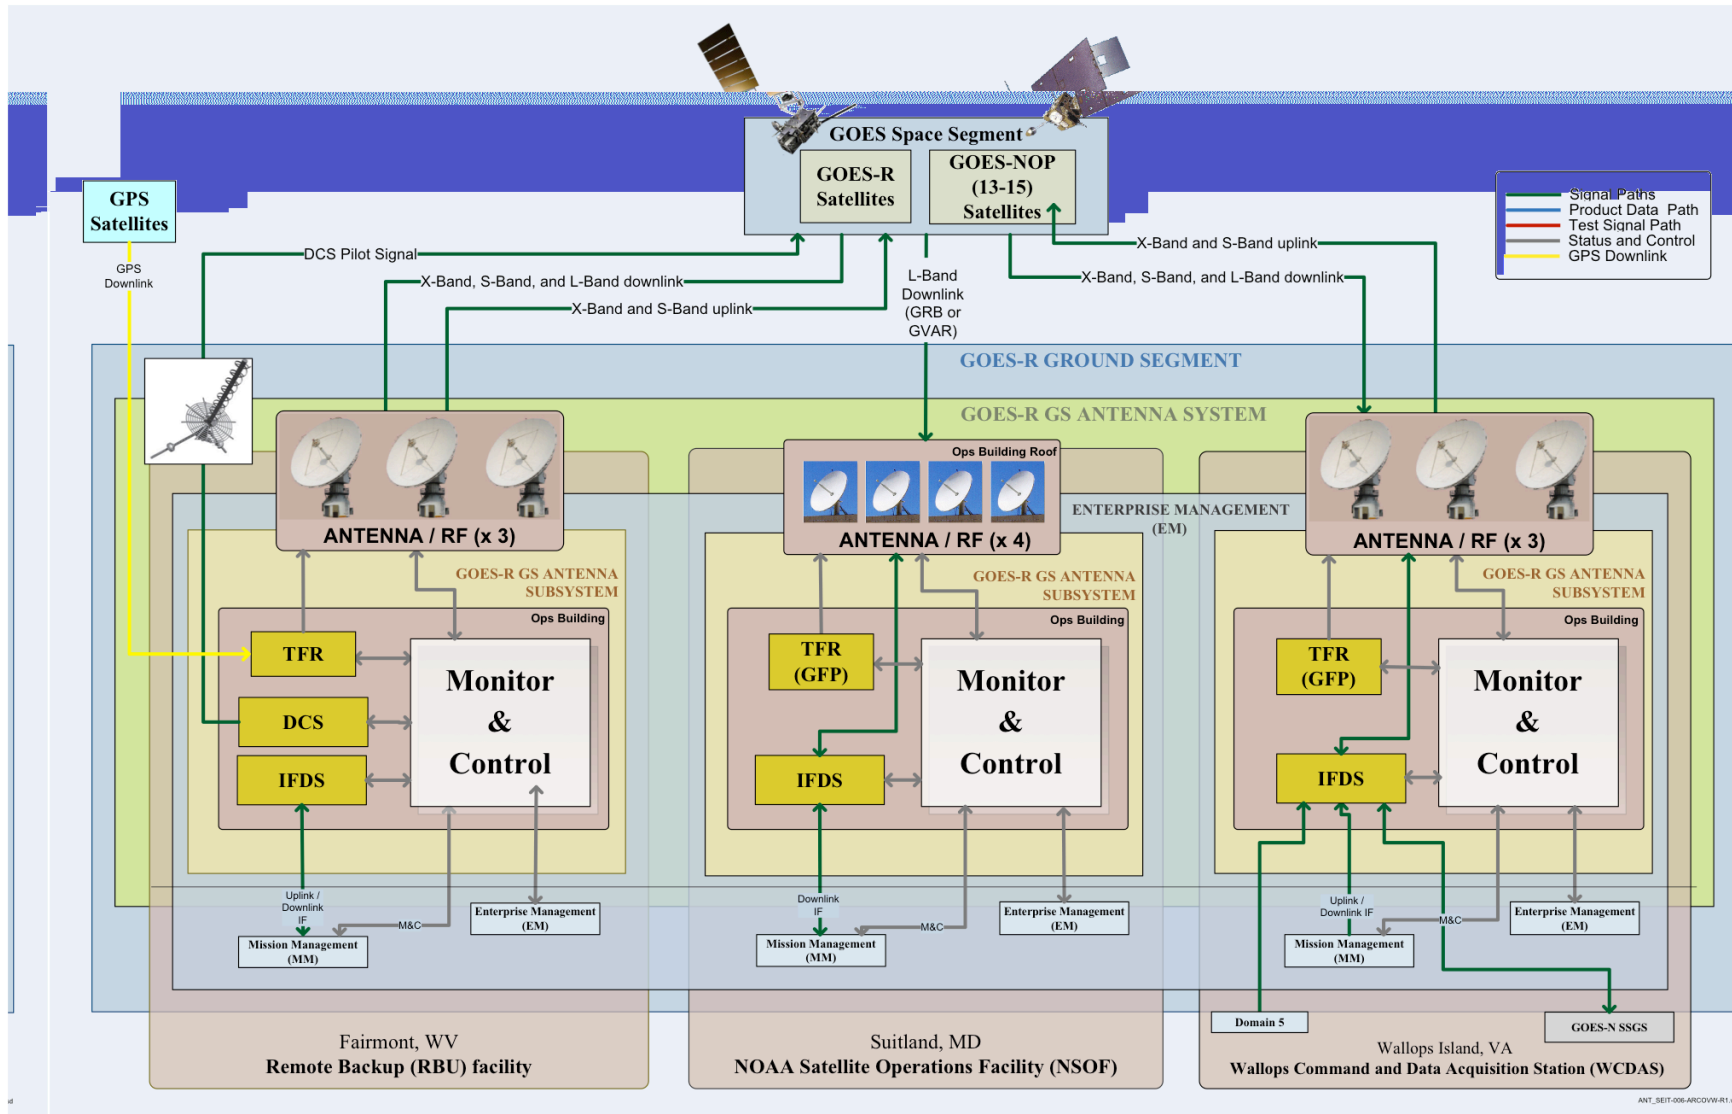 GOES Space Segment
GOES-R
Satellites
GOES-NOP
(13-15)
Satellites
GPS
Satellites
Signal Paths
Product Data Path
Test Signal Path
Status and Control
GPS Downlink
GPS
Downlink
DCS Pilot Signal
X-Band, S-Band, and L-Band downlink
X-Band and S-Band uplink
L-Band
Downlink
(GRB or
GVAR)
X-Band and S-Band uplink
X-Band, S-Band, and L-Band downlink
GOES-R GROUND SEGMENT
GOES-R GS ANTENNA SYSTEM
ANTENNA / RF (x 3)
Ops Building Roof
ANTENNA / RF (x 4)
ENTERPRISE MANAGEMENT
(EM)
ANTENNA / RF (x 3)
GOES-R GS ANTENNA
SUBSYSTEM
Ops Building
TFR
DCS
IFDS
Monitor
&
Control
Uplink /
Downlink
IF
M&C
Mission Management
(MM)
Enterprise Management
(EM)
GOES-R GS ANTENNA
SUBSYSTEM
Ops Building
TFR
(GFP)
IFDS
Monitor
&
Control
Downlink
IF
M&C
Mission Management
(MM)
Enterprise Management
(EM)
GOES-R GS ANTENNA
SUBSYSTEM
Ops Building
TFR
(GFP)
IFDS
Monitor
&
Control
Uplink /
Downlink IF
M&C
Mission Management
(MM)
Enterprise Management
(EM)
Domain 5
GOES-N SSGS
Fairmont, WV
Remote Backup (RBU) facility
Suitland, MD
NOAA Satellite Operations Facility (NSOF)
Wallops Island, VA
Wallops Command and Data Acquisition Station (WCDAS)
ANT_SEIT-006-ARCOVW-R1.